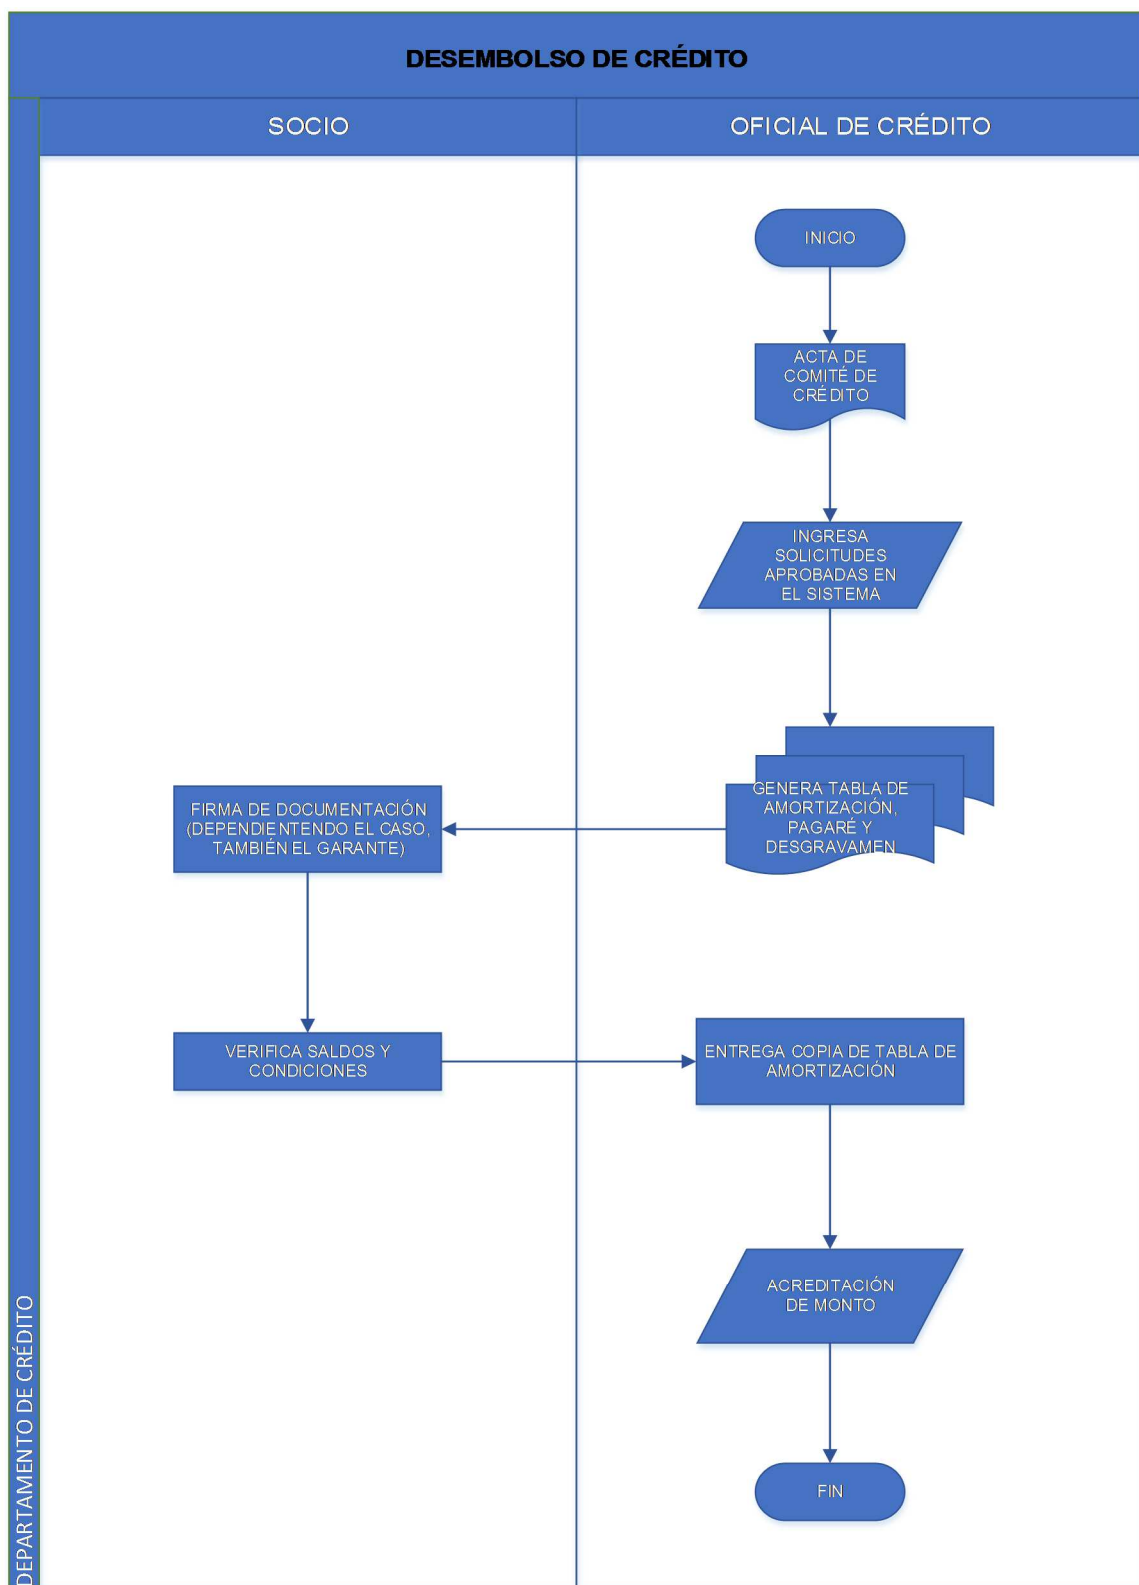 DESEMBOLSO DE CRÉDITO
SOCIO
OFICIAL DE CRÉDITO
INICIO
ACTA DE
COMITÉ DE
CRÉDITO
INGRESA
SOLICITUDES
APROBADAS EN
EL SISTEMA
GENERA TABLA DE
AMORTIZACIÓN,
PAGARÉ Y
DESGRAVAMEN
FIRMA DE DOCUMENTACIÓN
(DEPENDIENTENDO EL CASO,
TAMBIÉN EL GARANTE)
VERIFICA SALDOS Y
CONDICIONES
ENTREGA COPIA DE TABLA DE
AMORTIZACIÓN
ACREDITACIÓN
DE MONTO
FIN
DEPARTAMENTO DE CRÉDITO